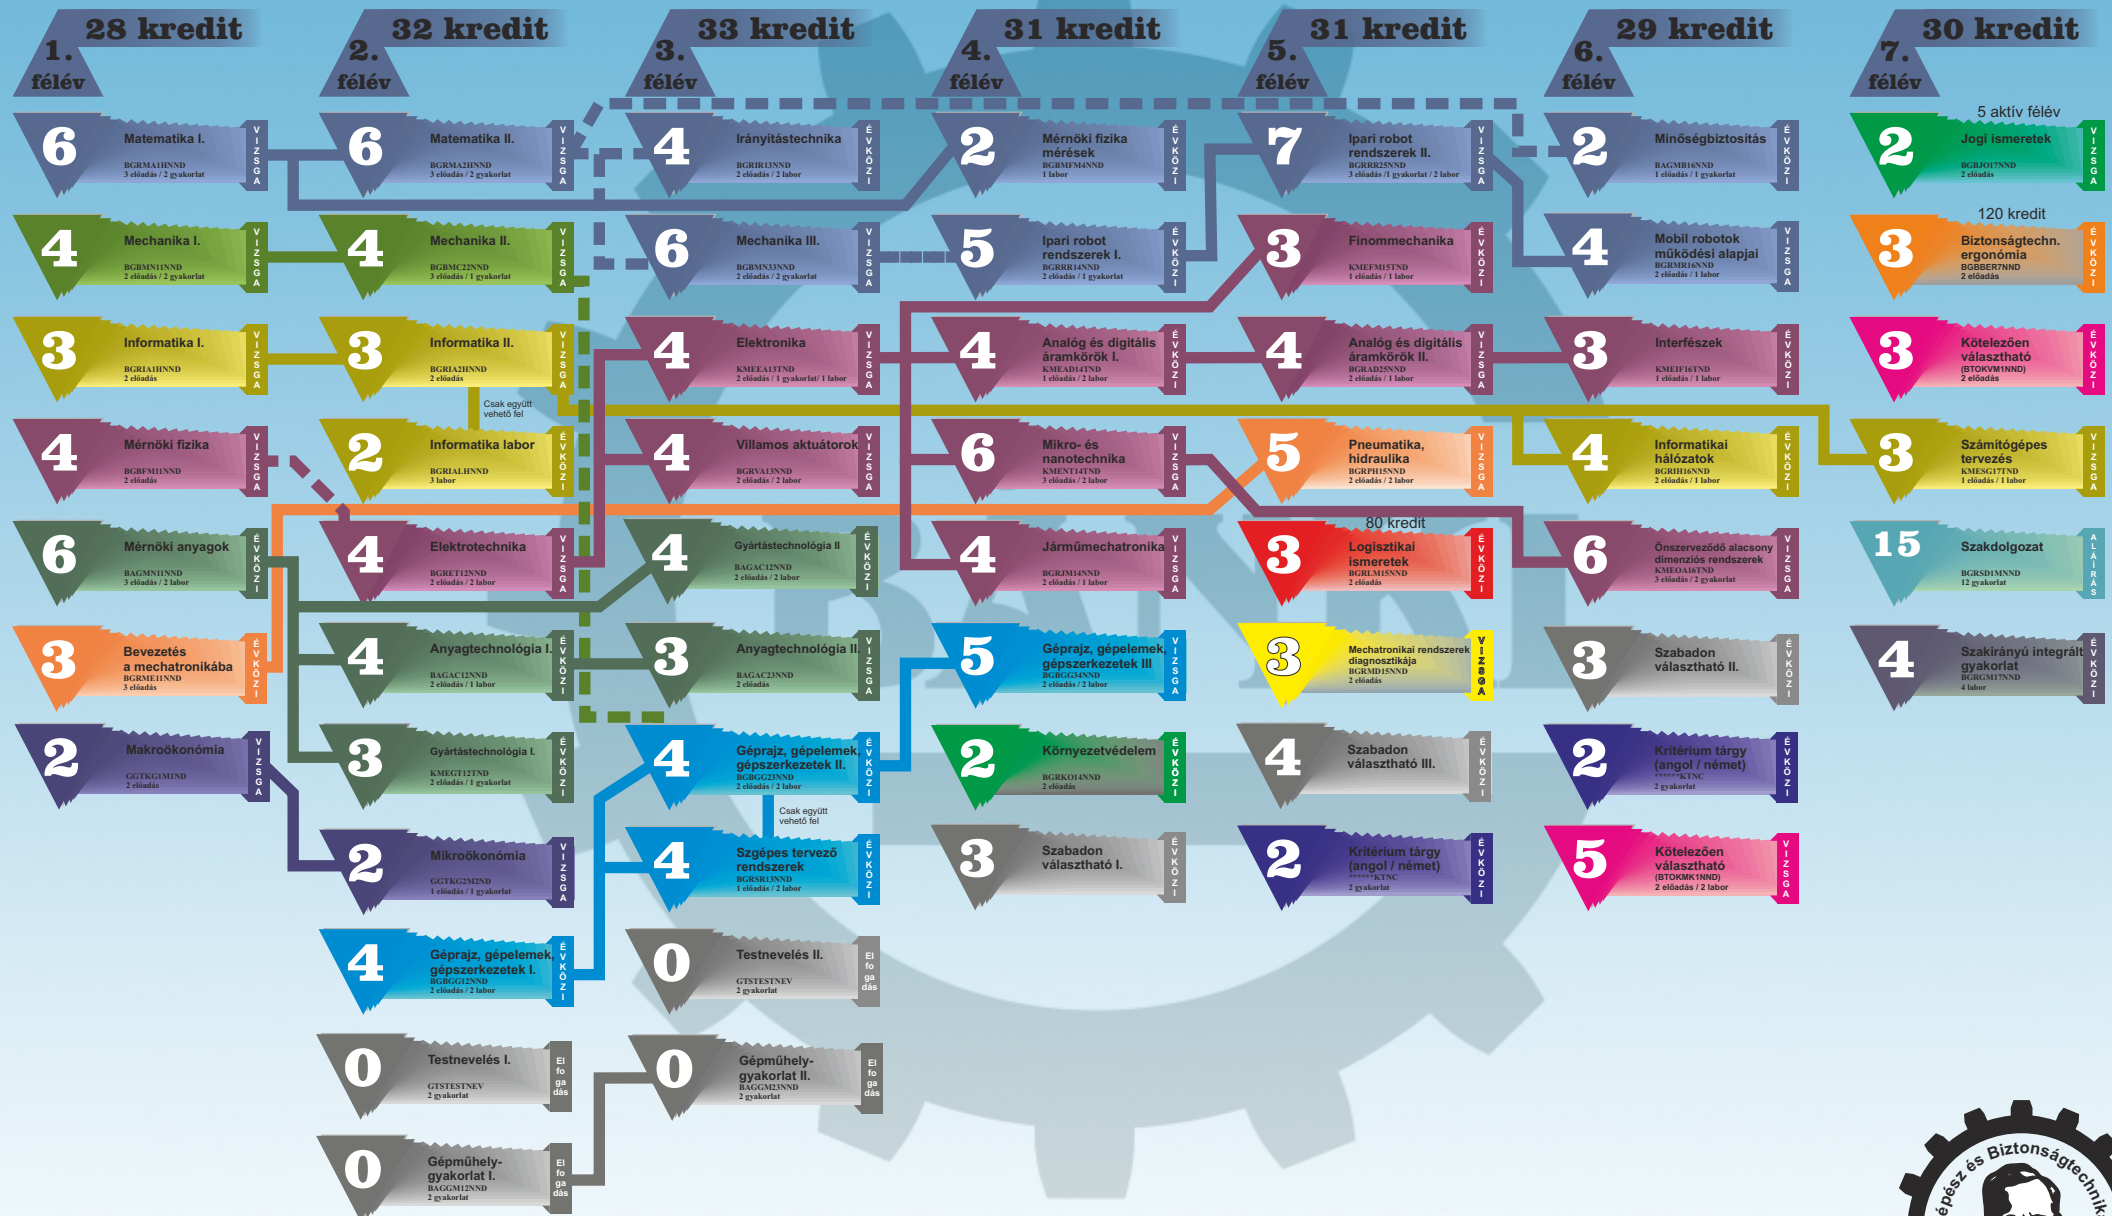 28 kredit
1.
félév
32 kredit
2.
félév
33 kredit
3.
félév
31 kredit
4.
félév
31 kredit
5.
félév
29 kredit
6.
félév
30 kredit
7.
félév
6
Matematika I.
BGRMA1HNND
3 előadás / 2 gyakorlat
VIZSGA
4
Mechanika I.
BGBMN11NND
2 előadás / 2 gyakorlat
VIZSGA
3
Informatika I.
BGRIA1HNND
2 előadás
VIZSGA
4
Mérnöki fizika
BGBFM11NND
2 előadás
VIZSGA
6
Mérnöki anyagok
BAGMN11NND
3 előadás / 2 labor
ÉVKÖZI
3
Bevezetés
a mechatronikába
BGRME11NND
3 előadás
ÉVKÖZI
2
Makroökonómia
GGTKG1M1ND
2 előadás
VIZSGA
6
Matematika II.
BGRMA2HNND
3 előadás / 2 gyakorlat
VIZSGA
4
Mechanika II.
BGBMC22NND
3 előadás / 1 gyakorlat
VIZSGA
3
Informatika II.
BGRIA2HNND
2 előadás
VIZSGA
Csak együtt
vehető fel
2
Informatika labor
BGRIALHNND
3 labor
ÉVKÖZI
4
Elektrotechnika
BGRET12NND
2 előadás / 2 labor
VIZSGA
4
Anyagtechnológia I.
BAGAC12NND
2 előadás / 1 labor
ÉVKÖZI
3
Gyártástechnológia I.
KMEGT12TND
2 előadás / 1 gyakorlat
ÉVKÖZI
2
Mikroökonómia
GGTKG2M2ND
1 előadás / 1 gyakorlat
VIZSGA
4
Géprajz, gépelemek,
gépszerkezetek I.
BGBGG12NND
2 előadás / 2 labor
ÉVKÖZI
0
Testnevelés I.
GTSTESTNEV
2 gyakorlat
El
fo
ga
dás
0
Gépműhely-
gyakorlat I.
BAGGM12NND
2 gyakorlat
El
fo
ga
dás
4
Irányítástechnika
BGRIR13NND
2 előadás / 2 labor
ÉVKÖZI
6
Mechanika III.
BGBMN33NND
2 előadás / 2 gyakorlat
VIZSGA
4
Elektronika
KMEEA13TND
2 előadás / 1 gyakorlat/ 1 labor
VIZSGA
4
Villamos aktuátorok
BGRVA13NND
2 előadás / 2 labor
VIZSGA
4
Gyártástechnológia II
BAGAC12NND
2 előadás / 2 labor
ÉVKÖZI
3
Anyagtechnológia II.
BAGAC23NND
2 előadás
VIZSGA
4
Géprajz, gépelemek,
gépszerkezetek II.
BGBGG23NND
2 előadás / 2 labor
ÉVKÖZI
Csak együtt
vehető fel
4
Szgépes tervező
rendszerek
BGRSR13NND
1 előadás / 2 labor
ÉVKÖZI
0
Testnevelés II.
GTSTESTNEV
2 gyakorlat
El
fo
ga
dás
0
Gépműhely-
gyakorlat II.
BAGGM23NND
2 gyakorlat
El
fo
ga
dás
2
Mérnöki fizika
mérések
BGBMFM44NND
1 labor
ÉVKÖZI
5
Ipari robot
rendszerek I.
BGRRR14NND
2 előadás / 1 gyakorlat
ÉVKÖZI
4
Analóg és digitális
áramkörök I.
KMEAD14TND
1 előadás / 2 labor
ÉVKÖZI
6
Mikro- és
nanotechnika
KMENT14TND
3 előadás / 2 labor
VIZSGA
4
Járműmechatronika
BGRJM14NND
2 előadás / 1 labor
VIZSGA
5
Géprajz, gépelemek,
gépszerkezetek III
BGBGG34NND
2 előadás / 2 labor
VIZSGA
2
Környezetvédelem
BGRKO14NND
2 előadás
ÉVKÖZI
3
Szabadon
választható I.
ÉVKÖZI
7
Ipari robot
rendszerek II.
BGRRR25NND
3 előadás /1 gyakorlat / 2 labor
VIZSGA
3
Finommechanika
KMEFM15TND
1 előadás / 1 labor
ÉVKÖZI
4
Analóg és digitális
áramkörök II.
BGRAD25NND
2 előadás / 1 labor
VIZSGA
5
Pneumatika,
hidraulika
BGRPH15NND
2 előadás / 2 labor
VIZSGA
80 kredit
3
Logisztikai
ismeretek
BGRLM15NND
2 előadás
ÉVKÖZI
3
Mechatronikai rendszerek
diagnosztikája
BGRMD15NND
2 előadás
VIZSGA
4
Szabadon
választható III.
ÉVKÖZI
2
Kritérium tárgy
(angol / német)
******KTNC
2 gyakorlat
ÉVKÖZI
2
Minőségbiztosítás
BAGMB16NND
1 előadás / 1 gyakorlat
ÉVKÖZI
4
Mobil robotok
működési alapjai
BGRMR16NND
2 előadás / 1 labor
VIZSGA
3
Interfészek
KMEIF16TND
1 előadás / 1 labor
ÉVKÖZI
4
Informatikai
hálózatok
BGRIH16NND
2 előadás / 1 labor
ÉVKÖZI
6
Önszerveződő alacsony
dimenziós rendszerek
KMEOA16TND
3 előadás / 2 gyakorlat
VIZSGA
3
Szabadon
választható II.
ÉVKÖZI
2
Kritérium tárgy
(angol / német)
******KTNC
2 gyakorlat
ÉVKÖZI
5
Kötelezően
választható
(BTOKMK1NND)
2 előadás / 2 labor
VIZSGA
5 aktív félév
2
Jogi ismeretek
BGBJO17NND
2 előadás
VIZSGA
120 kredit
3
Biztonságtechn.
ergonómia
BGBBER7NND
2 előadás
ÉVKÖZI
3
Kötelezően
választható
(BTOKVM1NND)
2 előadás
ÉVKÖZI
3
Számítógépes
tervezés
KMESG17TND
1 előadás / 1 labor
VIZSGA
15
Szakdolgozat
BGRSD1MNND
12 gyakorlat
ALÁÍRÁS
4
Szakirányú integrált
gyakorlat
BGRGM17NND
4 labor
ÉVKÖZI
BÁNKI
és Biztonságtechnik